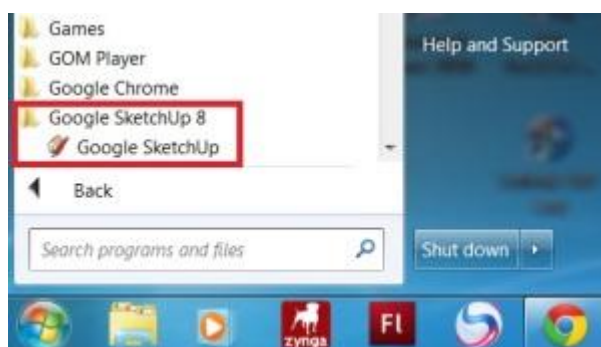 Games
GOM Player
Google Chrome
Google SketchUp 8
Google SketchUp
Back
Search programs and files
Help and Support
Shut down
zynga
FL